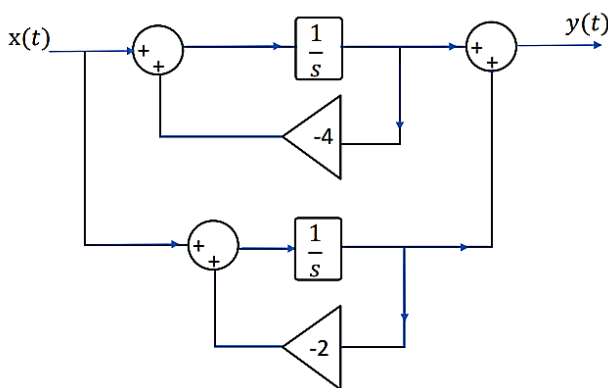 x(t) + + 1/s + + y(t)
-4
+ + 1/s
-2